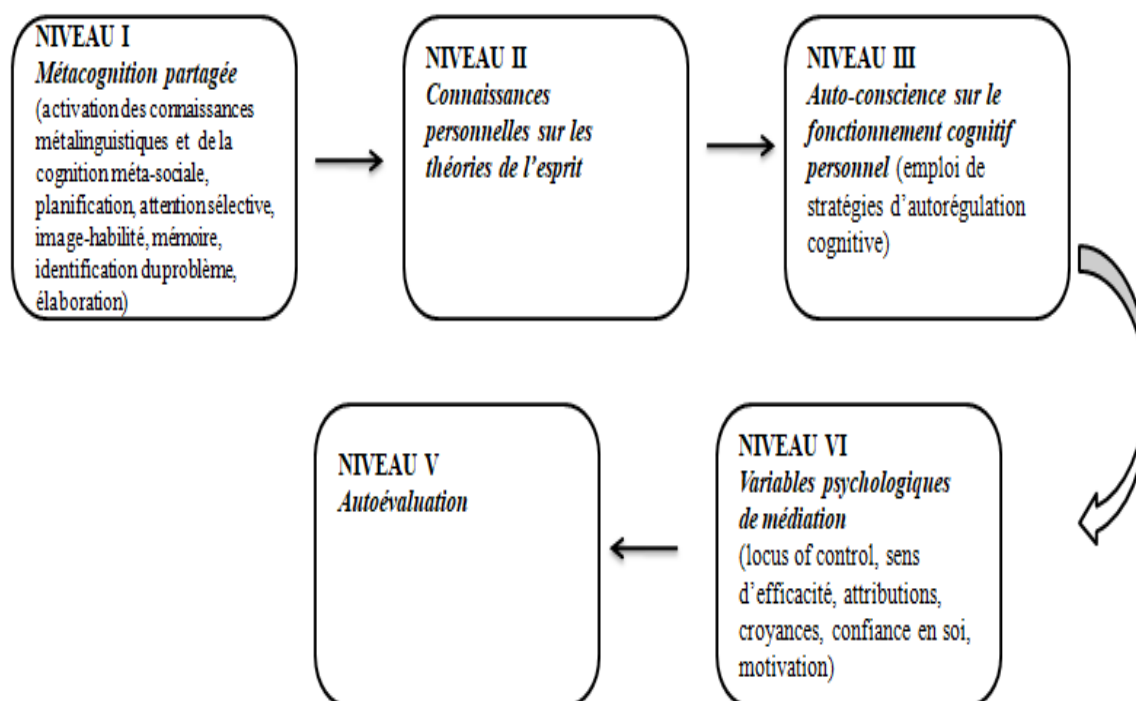 NIVEAU I
Métacognition partagée
(activation des connaissances
métalinguistiques et de la
cognition méta-sociale,
planification, attention sélective,
image-habilité, mémoire,
identification duproblème,
élaboration)
NIVEAU II
Connaissances
personnelles sur les
théories de l'esprit
NIVEAU III
Auto-conscience sur le
fonctionnement cognitif
personnel (emploi de
stratégies d'autorégulation
cognitive)
NIVEAU VI
Variables psychologiques
de médiation
(locus of control, sens
d'efficacité, attributions,
croyances, confiance en soi,
motivation)
NIVEAU V
Autoévaluation